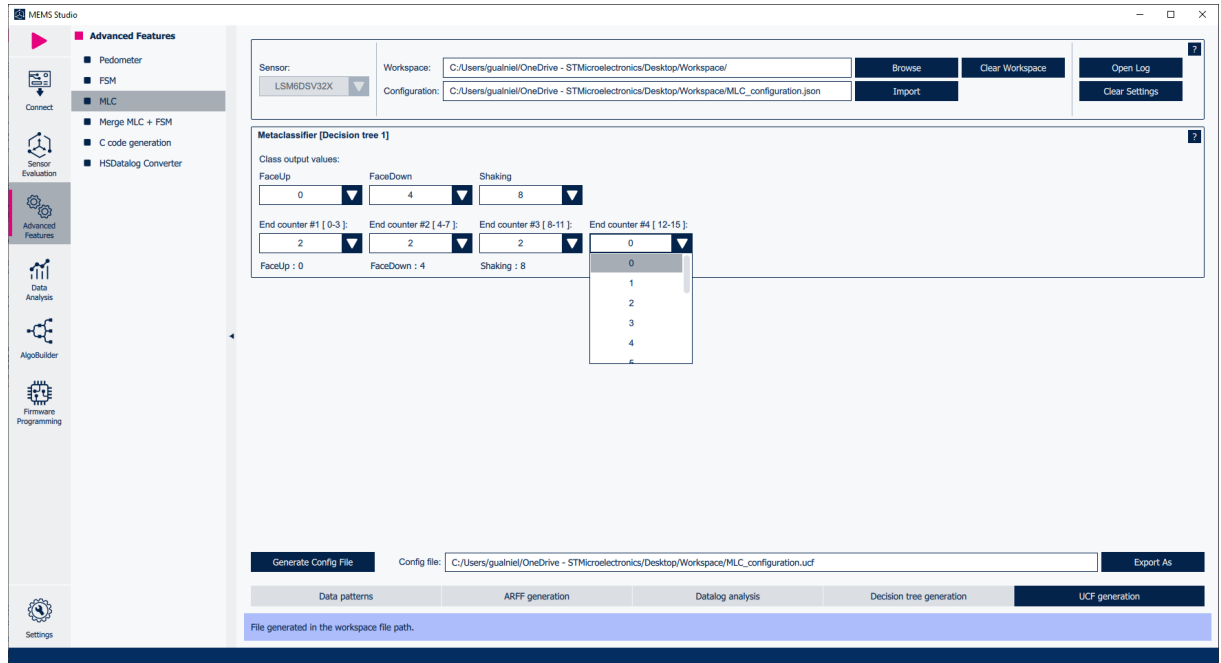 MEMS Studio
Connect
Sensor
Evaluation
Advanced
Features
Data
Analysis
AlgoBuilder
Firmware
Programming
Settings
Advanced Features
Pedometer
FSM
MLC
Merge MLC + FSM
C code generation
HSDatalog Converter
?
Sensor:
LSM6DSV32X
Workspace:
C:/Users/gualniel/OneDrive - STMicroelectronics/Desktop/Workspace/
Browse
Clear Workspace
Open Log
Configuration:
C:/Users/gualniel/OneDrive - STMicroelectronics/Desktop/Workspace/MLC_configuration.json
Import
Clear Settings
Metaclassifier [Decision tree 1]
?
Class output values:
FaceUp FaceDown Shaking
0 4 8
End counter #1 [ 0-3 ]: End counter #2 [ 4-7 ]: End counter #3 [ 8-11 ]: End counter #4 [ 12-15 ]:
2 2 2 0
FaceUp : 0 FaceDown : 4 Shaking : 8
0
1
2
3
4
5
Generate Config File
Config file:
C:/Users/gualniel/OneDrive - STMicroelectronics/Desktop/Workspace/MLC_configuration.ucf
Export As
Data patterns ARFF generation Datalog analysis Decision tree generation UCF generation
File generated in the workspace file path.